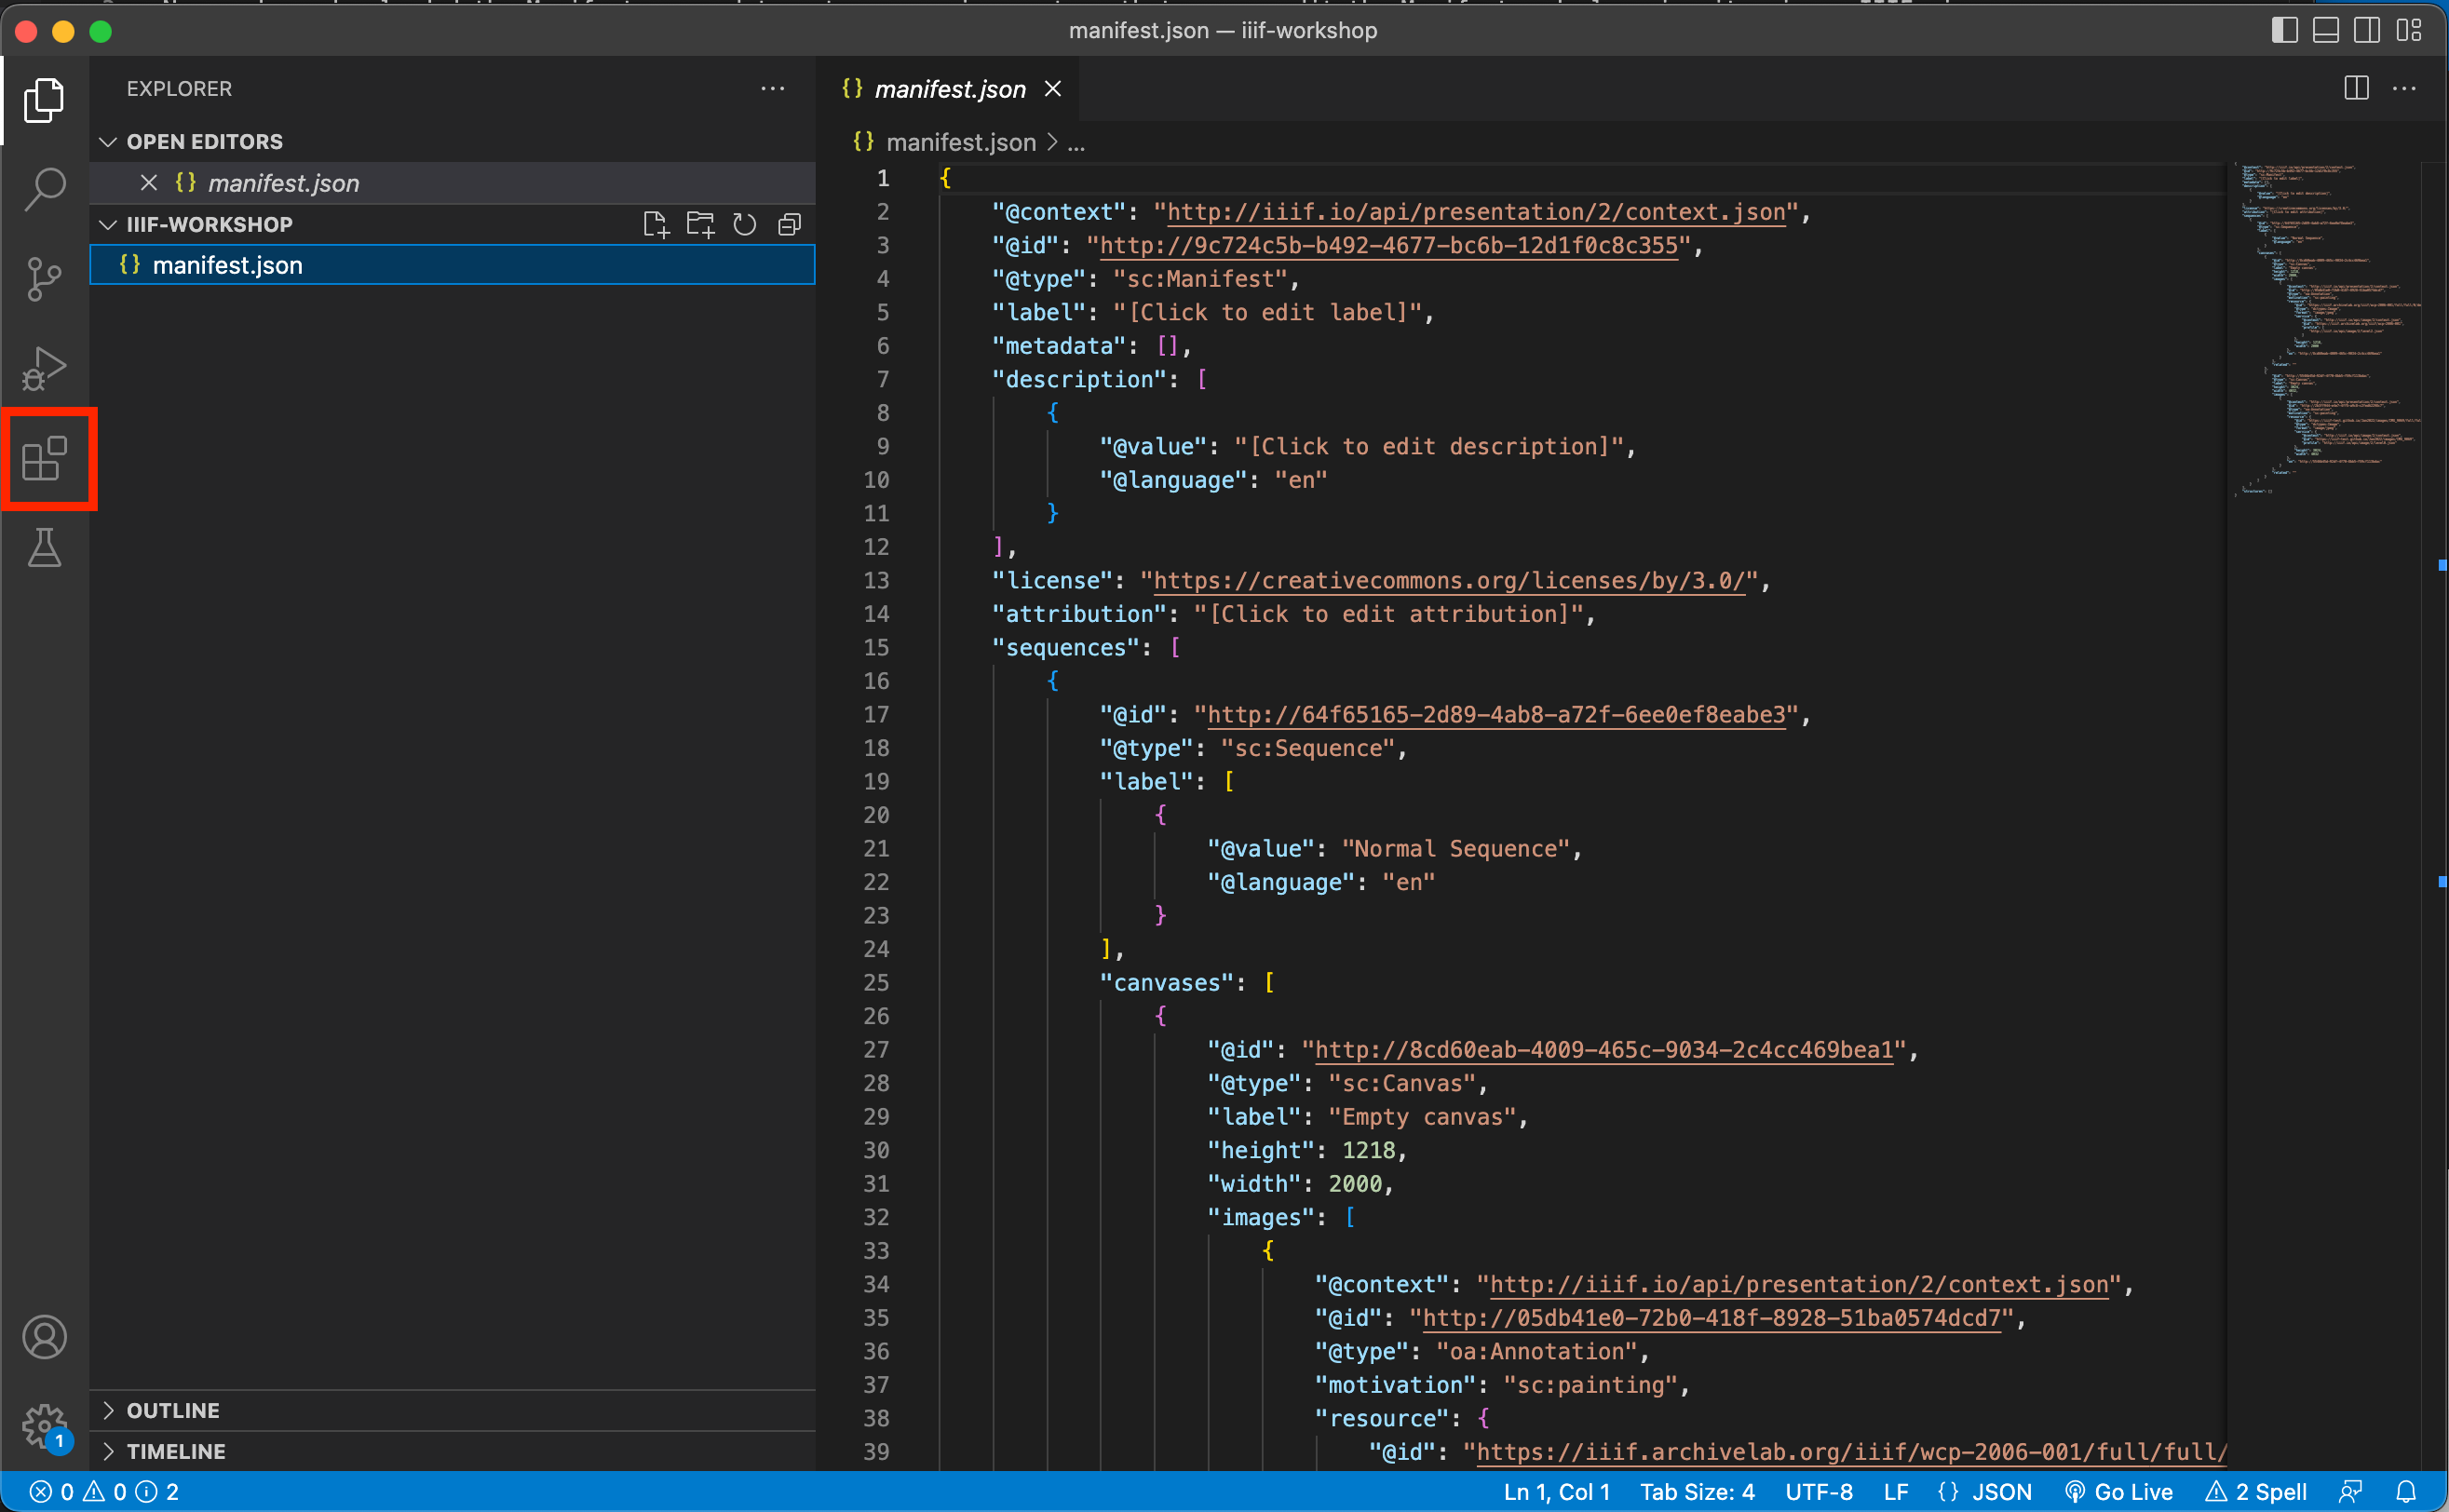 manifest.json — iiif-workshop
EXPLORER
OPEN EDITORS
manifest.json
IIIF-WORKSHOP
manifest.json
OUTLINE
TIMELINE
1
manifest.json
manifest.json > ...
1 {
2 "@context": "http://iiif.io/api/presentation/2/context.json",
3 "@id": "http://9c724c5b-b492-4677-bc6b-12d1f0c8c355",
4 "@type": "sc:Manifest",
5 "label": "[Click to edit label]",
6 "metadata": [],
7 "description": [
8 {
9 "@value": "[Click to edit description]",
10 "@language": "en"
11 }
12 ],
13 "license": "https://creativecommons.org/licenses/by/3.0/",
14 "attribution": "[Click to edit attribution]",
15 "sequences": [
16 {
17 "@id": "http://64f65165-2d89-4ab8-a72f-6ee0ef8eabe3",
18 "@type": "sc:Sequence",
19 "label": [
20 {
21 "@value": "Normal Sequence",
22 "@language": "en"
23 }
24 ],
25 "canvases": [
26 {
27 "@id": "http://8cd60eab-4009-465c-9034-2c4cc469bea1",
28 "@type": "sc:Canvas",
29 "label": "Empty canvas",
30 "height": 1218,
31 "width": 2000,
32 "images": [
33 {
34 "@context": "http://iiif.io/api/presentation/2/context.json",
35 "@id": "http://05db41e0-72b0-418f-8928-51ba0574dcd7",
36 "@type": "oa:Annotation",
37 "motivation": "sc:painting",
38 "resource": {
39 "@id": "https://iiif.archivelab.org/iiif/wcp-2006-001/full/full/
0 0 2
Ln 1, Col 1 Tab Size: 4 UTF-8 LF {} JSON Go Live 2 Spell